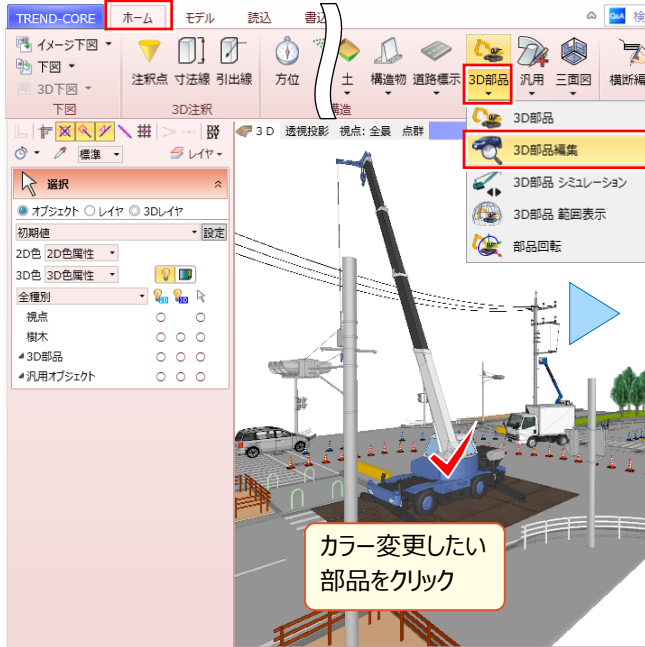 TREND-CORE ホーム モデル 読込 書込
QsA 検
イメージ下図
下図
3D下図
下図
注釈点 寸法線 引出線
3D注釈
方位
土 構造物 道路標示
構造
3D部品 汎用 三面図 横断編
3D部品
3D部品編集
3D部品 シミュレーション
3D部品 範囲表示
部品回転
標準 レイヤ
3D 透視投影 視点: 全景 点群
選択
オブジェクト レイヤ 3Dレイヤ
初期値 設定
2D色 2D色属性
3D色 3D色属性
全種別 2D 3D
視点
樹木
3D部品
汎用オブジェクト
カラー変更したい
部品をクリック